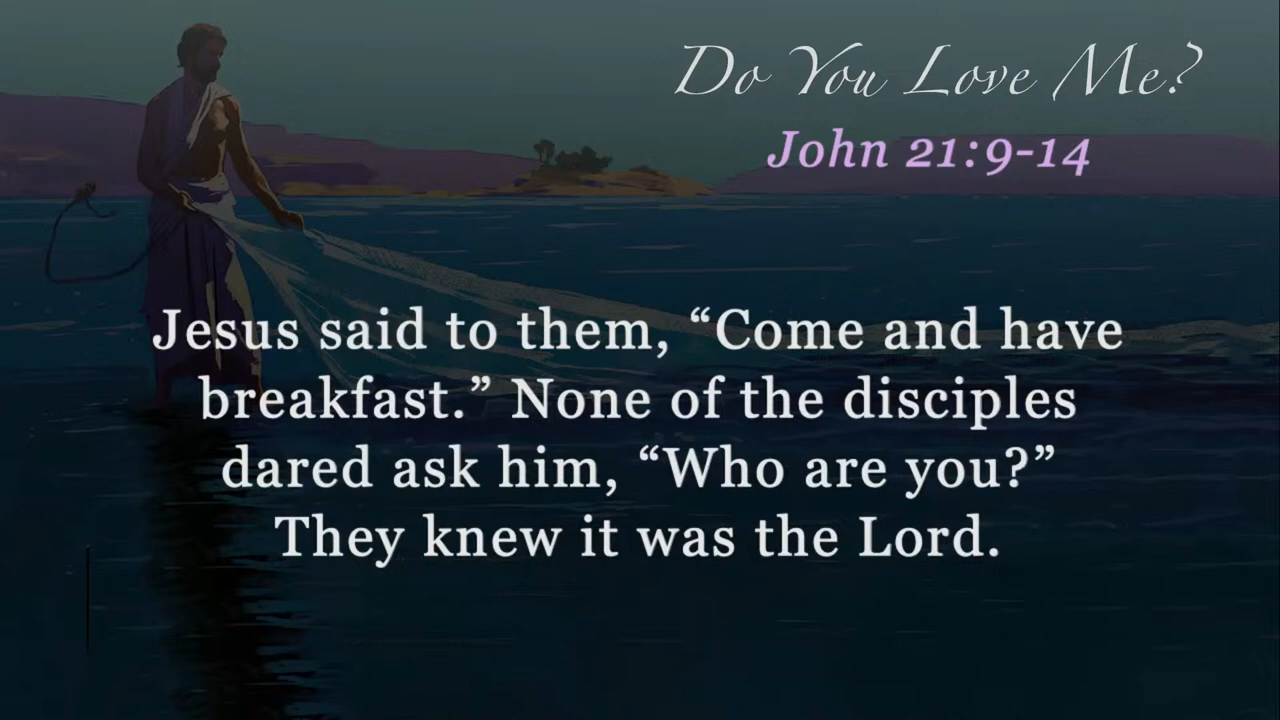 Do You Love Me?
John 21:9-14
Jesus said to them, “Come and have
breakfast.” None of the disciples
dared ask him, “Who are you?”
They knew it was the Lord.